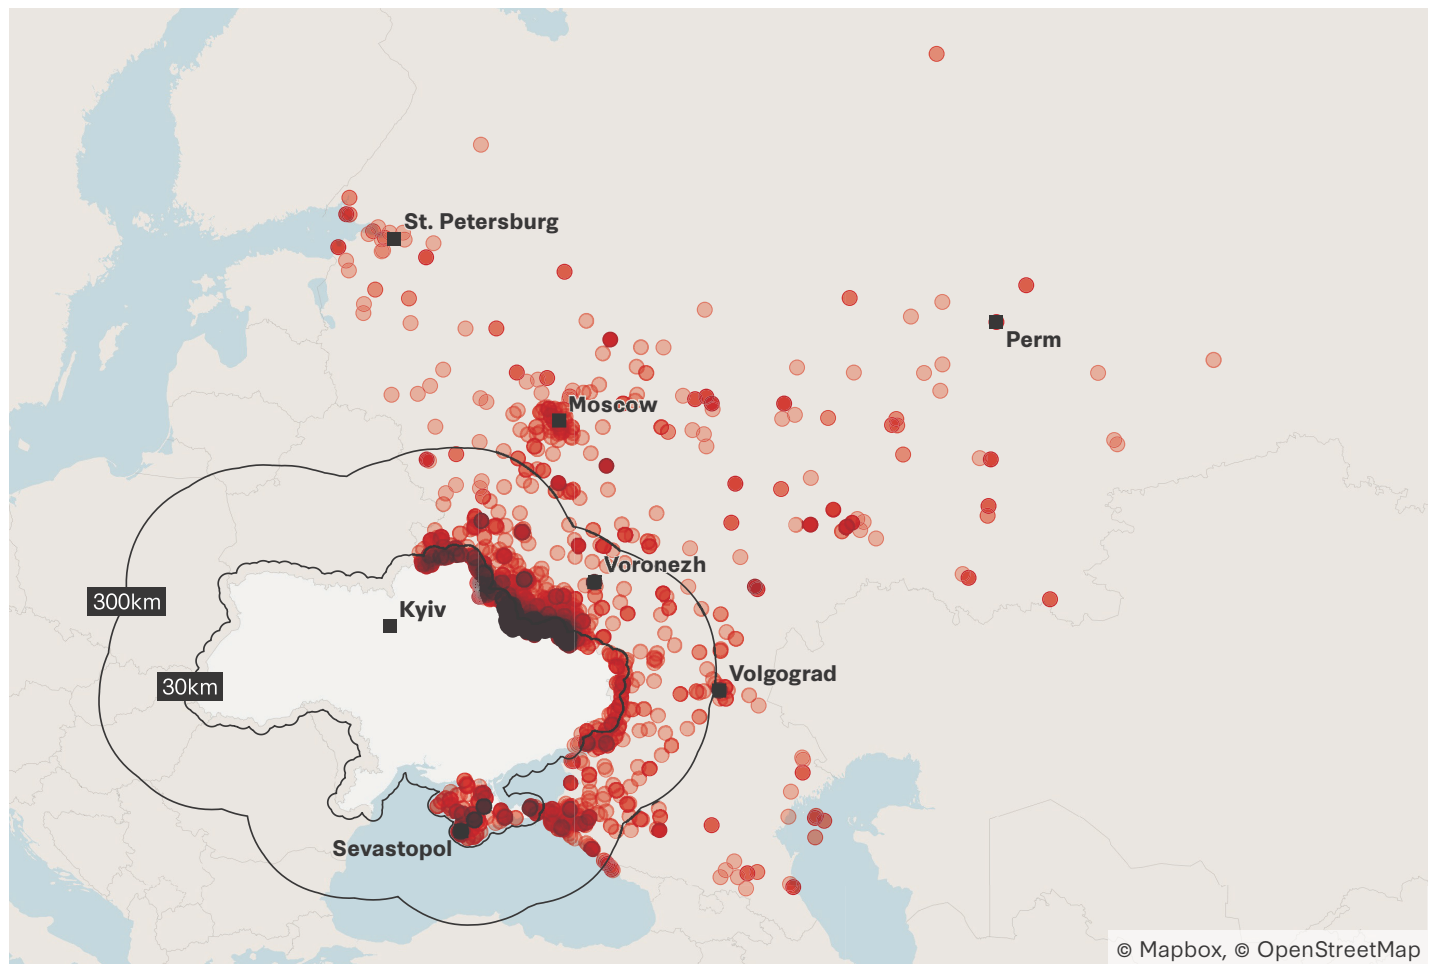 St. Petersburg
Perm
Moscow
Voronezh
300km
Kyiv
30km
Volgograd
Sevastopol
© Mapbox, © OpenStreetMap